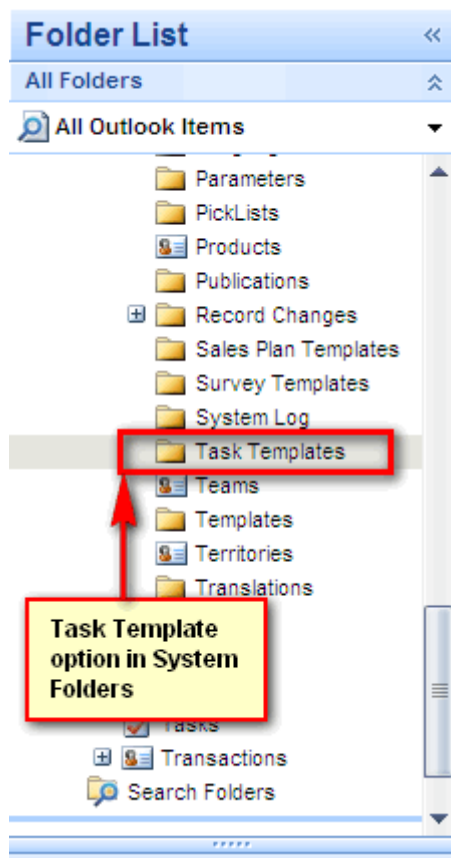 Folder List
All Folders
All Outlook Items
Parameters
PickLists
Products
Publications
Record Changes
Sales Plan Templates
Survey Templates
System Log
Task Templates
Teams
Templates
Territories
Translations
Task Template
option in System
Folders
Tasks
Transactions
Search Folders